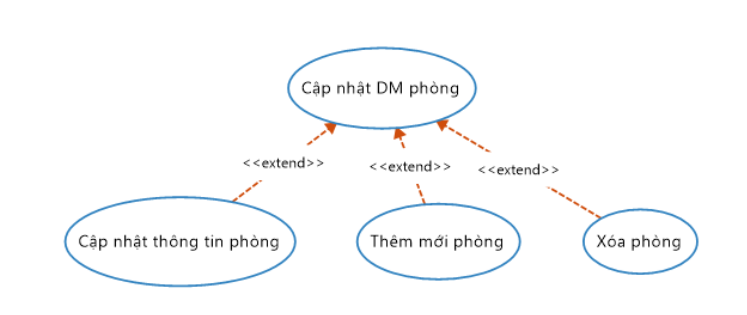 Cập nhật DM phòng
<<extend>>
<<extend>>
<<extend>>
Cập nhật thông tin phòng
Thêm mới phòng
Xóa phòng